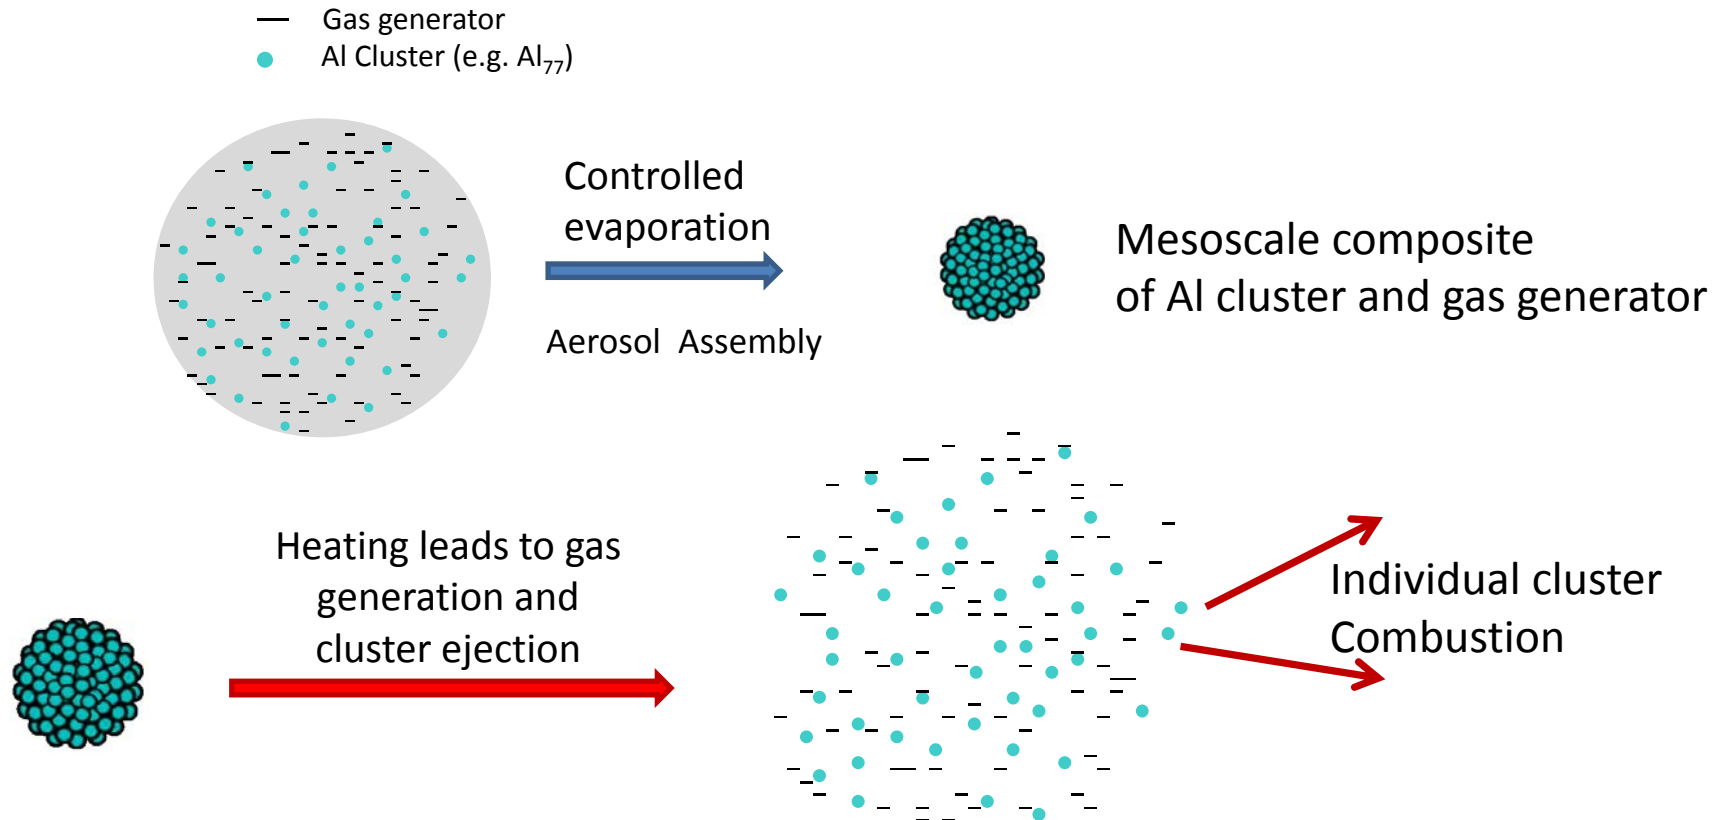 Gas generator
Al Cluster (e.g. Al₇₇)
Controlled
evaporation
Aerosol Assembly
Mesoscale composite
of Al cluster and gas generator
Heating leads to gas
generation and
cluster ejection
Individual cluster
Combustion